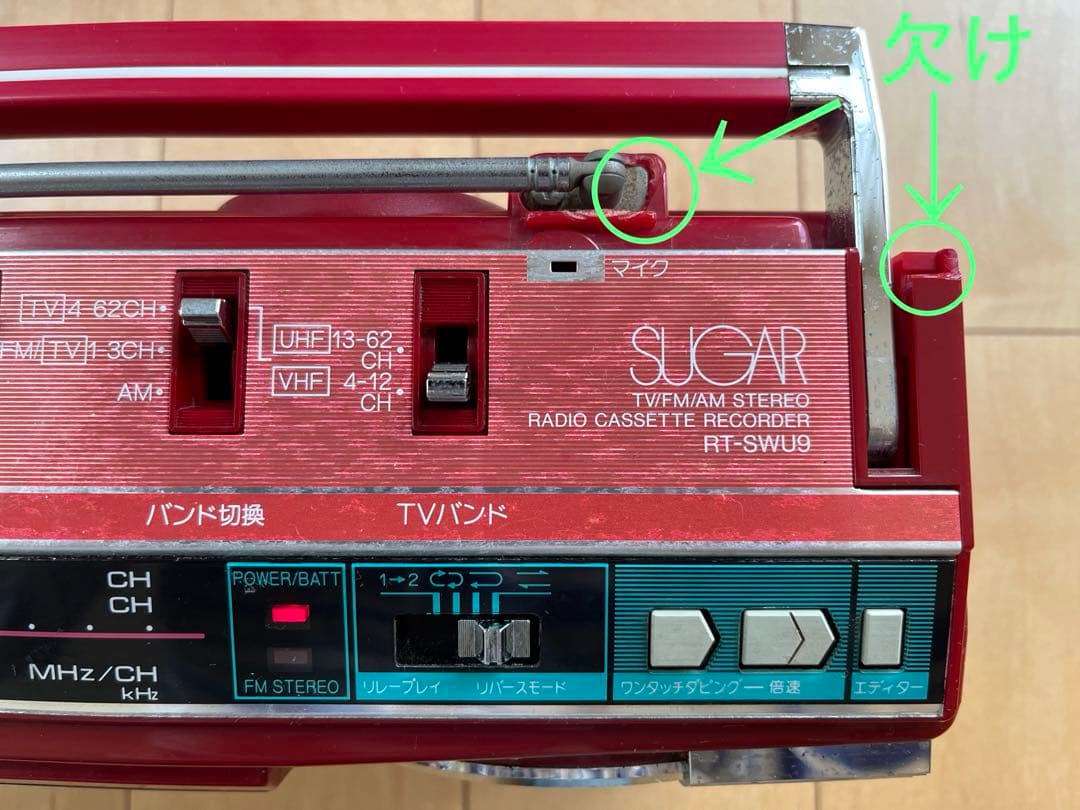 欠け
マイク
TV 4-62CH
FM/TV 1-3CH
AM
UHF 13-62
CH
VHF 4-12
CH
SUGAR
TV/FM/AM STEREO
RADIO CASSETTE RECORDER
RT-SWU9
バンド切換
TVバンド
CH
CH
MHz/CH
kHz
POWER/BATT
FM STEREO
1→2
リレープレイ
リバースモード
ワンタッチダビング
倍速
エディター